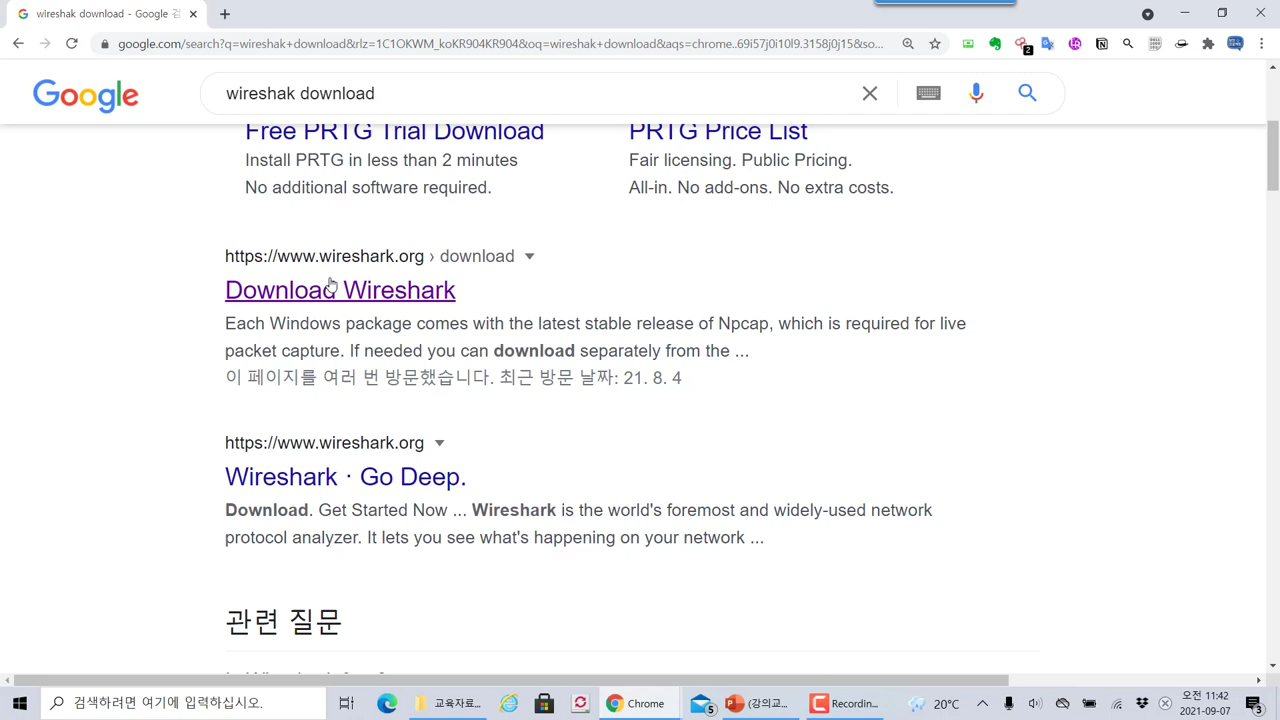 wireshak download - Google 검
google.com/search?q=wireshak+download&rlz=1C1OKWM_koKR904KR904&oq=wireshak+download&aqs=chrome..69i57j0i10l9.3158j0j15&so...
2
Google
wireshak download
Free PRTG Trial Download
PRTG Price List
Install PRTG in less than 2 minutes
Fair licensing. Public Pricing.
No additional software required.
All-in. No add-ons. No extra costs.
https://www.wireshark.org › download
Download Wireshark
Each Windows package comes with the latest stable release of Npcap, which is required for live
packet capture. If needed you can download separately from the ...
이 페이지를 여러 번 방문했습니다. 최근 방문 날짜: 21. 8. 4
https://www.wireshark.org
Wireshark · Go Deep.
Download. Get Started Now ... Wireshark is the world's foremost and widely-used network
protocol analyzer. It lets you see what's happening on your network ...
관련 질문
검색하려면 여기에 입력하십시오.
교육자료...
Chrome
5
(강의교...
Recordin...
20°C
오전 11:42
2021-09-07
3